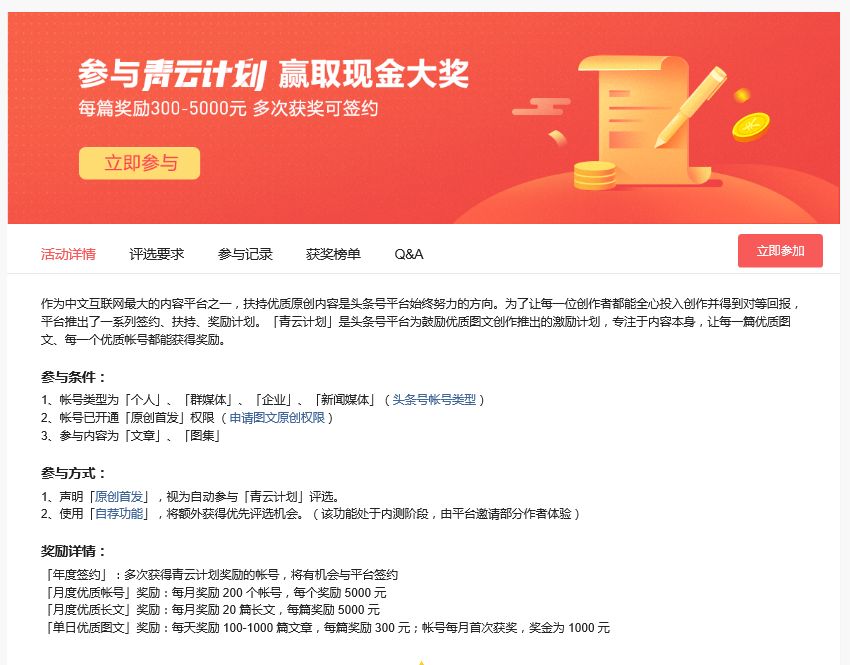 参与青云计划 赢取现金大奖
每篇奖励300-5000元 多次获奖可签约
立即参与
活动详情 评选要求 参与记录 获奖榜单 Q&A 立即参加
作为中文互联网最大的内容平台之一，扶持优质原创内容是头条号平台始终努力的方向。为了让每一位创作者都能全心投入创作并得到对等回报，
平台推出了一系列签约、扶持、奖励计划。「青云计划」是头条号平台为鼓励优质图文创作推出的激励计划，专注于内容本身，让每一篇优质图
文、每一个优质帐号都能获得奖励。
参与条件：
1、帐号类型为「个人」、「群媒体」、「企业」、「新闻媒体」（头条号帐号类型）
2、帐号已开通「原创首发」权限（申请图文原创权限）
3、参与内容为「文章」、「图集」
参与方式：
1、声明「原创首发」，视为自动参与「青云计划」评选。
2、使用「自荐功能」，将额外获得优先评选机会。（该功能处于内测阶段，由平台邀请部分作者体验）
奖励详情：
「年度签约」：多次获得青云计划奖励的帐号，将有机会与平台签约
「月度优质帐号」奖励：每月奖励 200 个帐号，每个奖励 5000 元
「月度优质长文」奖励：每月奖励 20 篇长文，每篇奖励 5000 元
「单日优质图文」奖励：每天奖励 100-1000 篇文章，每篇奖励 300 元；帐号每月首次获奖，奖金为 1000 元